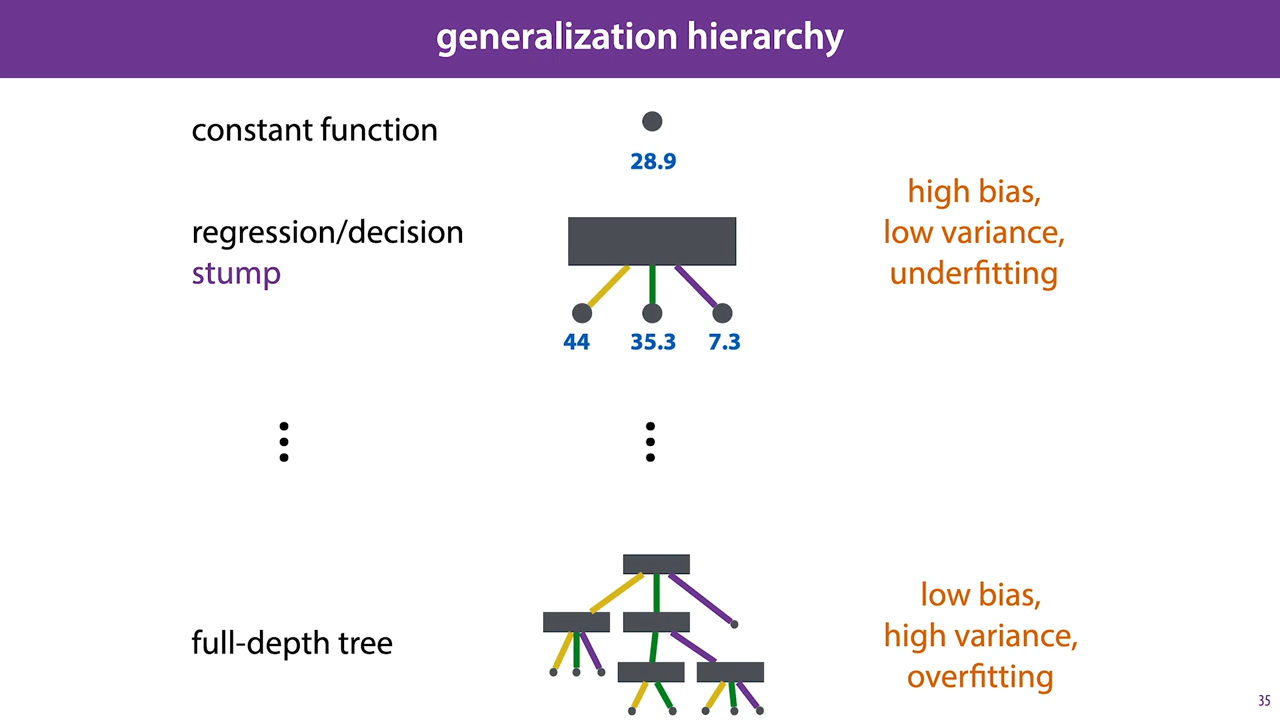 generalization hierarchy
constant function
28.9
high bias,
low variance,
underfitting
regression/decision
stump
44 35.3 7.3
full-depth tree
low bias,
high variance,
overfitting
35